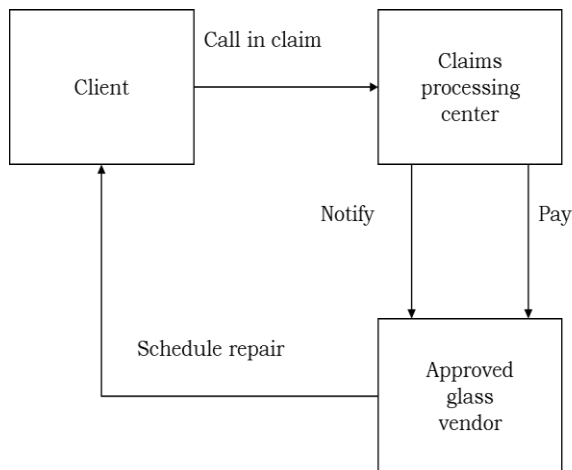 Call in claim
Client
Claims
processing
center
Notify
Pay
Schedule repair
Approved
glass
vendor